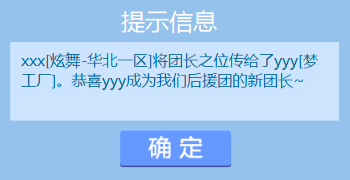 提示信息
xxx[炫舞-华北一区]将团长之位传给了yyy[梦
工厂]。恭喜yyy成为我们后援团的新团长~
确 定